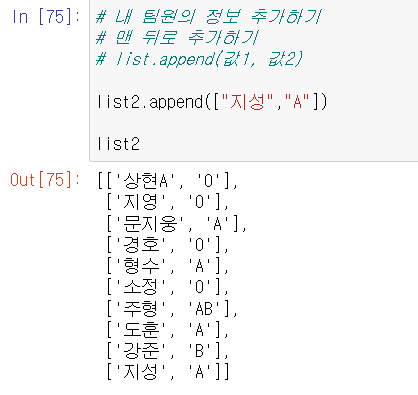 In [75]: # 내 팀원의 정보 추가하기
# 맨 뒤로 추가하기
# list.append(값1, 값2)
list2.append(["지성","A"])
list2
Out[75]: [['상현A', 'O'],
['지영', 'O'],
['문지웅', 'A'],
['경호', 'O'],
['형수', 'A'],
['소정', 'O'],
['주형', 'AB'],
['도훈', 'A'],
['강준', 'B'],
['지성', 'A']]